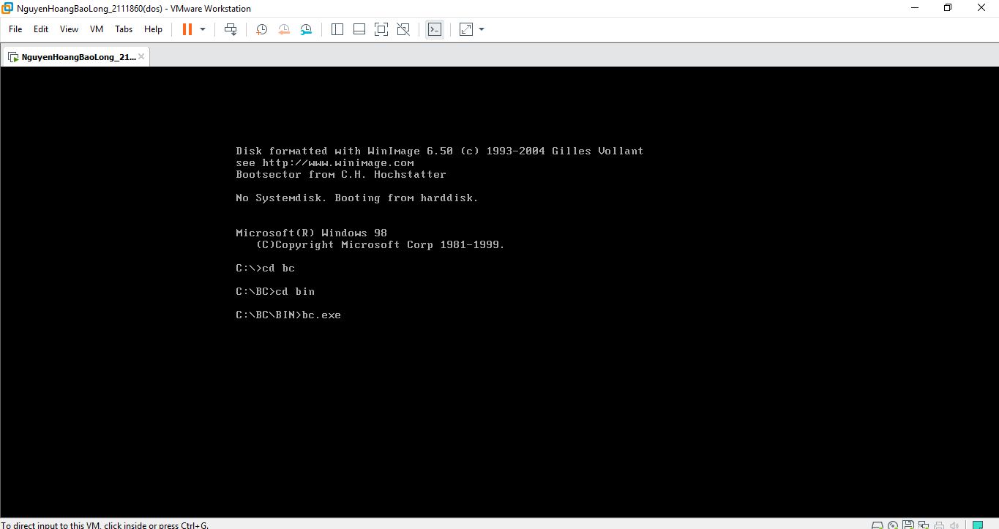 NguyenHoangBaoLong_2111860(dos) - VMware Workstation
File Edit View VM Tabs Help
NguyenHoangBaoLong_21...
Disk formatted with WinImage 6.50 (c) 1993-2004 Gilles Vollant
see http://www.winimage.com
Bootsector from C.H. Hochstatter
No Systemdisk. Booting from harddisk.
Microsoft(R) Windows 98
(C)Copyright Microsoft Corp 1981-1999.
C:\>cd bc
C:\BC>cd bin
C:\BC\BIN>bc.exe
To direct input to this VM, click inside or press Ctrl+G.